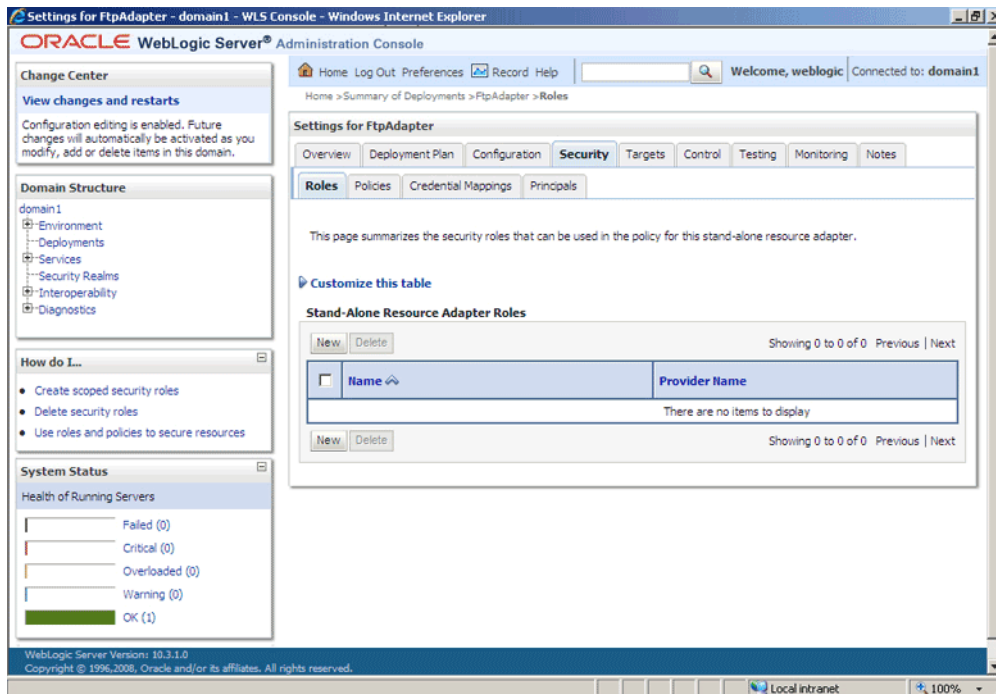 Settings for FtpAdapter - domain1 - WLS Console - Windows Internet Explorer
ORACLE WebLogic Server® Administration Console
Change Center
View changes and restarts
Configuration editing is enabled. Future
changes will automatically be activated as you
modify, add or delete items in this domain.
Domain Structure
domain1
Environment
Deployments
Services
Security Realms
Interoperability
Diagnostics
How do I...
Create scoped security roles
Delete security roles
Use roles and policies to secure resources
System Status
Health of Running Servers
Failed (0)
Critical (0)
Overloaded (0)
Warning (0)
OK (1)
Home Log Out Preferences Record Help
Welcome, weblogic Connected to: domain1
Home >Summary of Deployments >FtpAdapter >Roles
Settings for FtpAdapter
Overview Deployment Plan Configuration Security Targets Control Testing Monitoring Notes
Roles Policies Credential Mappings Principals
This page summarizes the security roles that can be used in the policy for this stand-alone resource adapter.
Customize this table
Stand-Alone Resource Adapter Roles
New Delete Showing 0 to 0 of 0 Previous | Next
Name Provider Name
There are no items to display
New Delete Showing 0 to 0 of 0 Previous | Next
WebLogic Server Version: 10.3.1.0
Copyright © 1996,2008, Oracle and/or its affiliates. All rights reserved.
Local intranet 100%